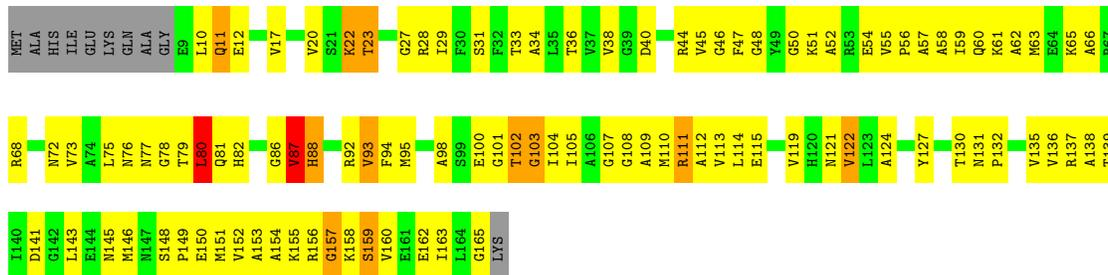 MET ALA HIS ILE GLU LYS GLN ALA GLY E9 L10 Q11 E12 V17 V20 S21 K22 T23 G27 R28 I29 F30 S31 F32 T33 A34 L35 T36 V37 V38 G39 D40 R44 V45 G46 F47 G48 Y49 G50 K51 A52 R53 E54 V55 P56 A57 A58 I59 Q60 K61 A62 M63 E64 K65 A66 R67
R68 N72 V73 A74 L75 N76 N77 G78 T79 L80 Q81 H82 G86 V87 H88 R92 V93 F94 M95 A98 S99 E100 G101 T102 G103 I104 I105 A106 G107 G108 A109 M110 R111 A112 V113 L114 E115 V119 H120 N121 V122 L123 A124 Y127 T130 N131 P132 V135 V136 R137 A138 T139
I140 D141 G142 L143 E144 N145 M146 N147 S148 P149 E150 M151 V152 A153 A154 K155 R156 G157 K158 S159 V160 E161 E162 I163 L164 G165 LYS